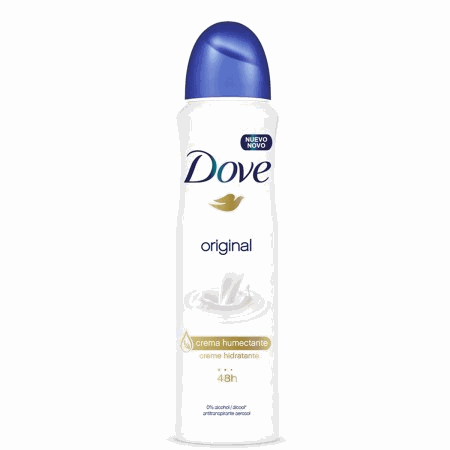 NUEVO
NOVO
Dove
original
crema humectante
creme hidratante
48h
0% alcohol / álcool*
antitranspirante aerosol